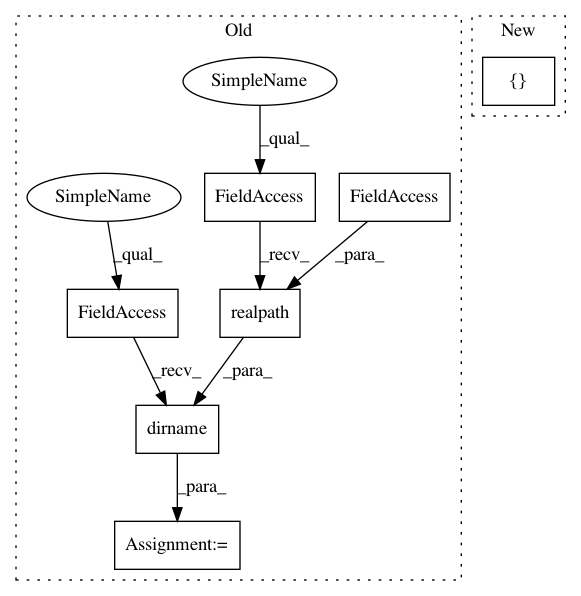 Old
New
SimpleName
{}
_qual_
SimpleName
FieldAccess
FieldAccess
_qual_
_recv_
_para_
FieldAccess
realpath
_recv_
_para_
dirname
_para_
Assignment:=